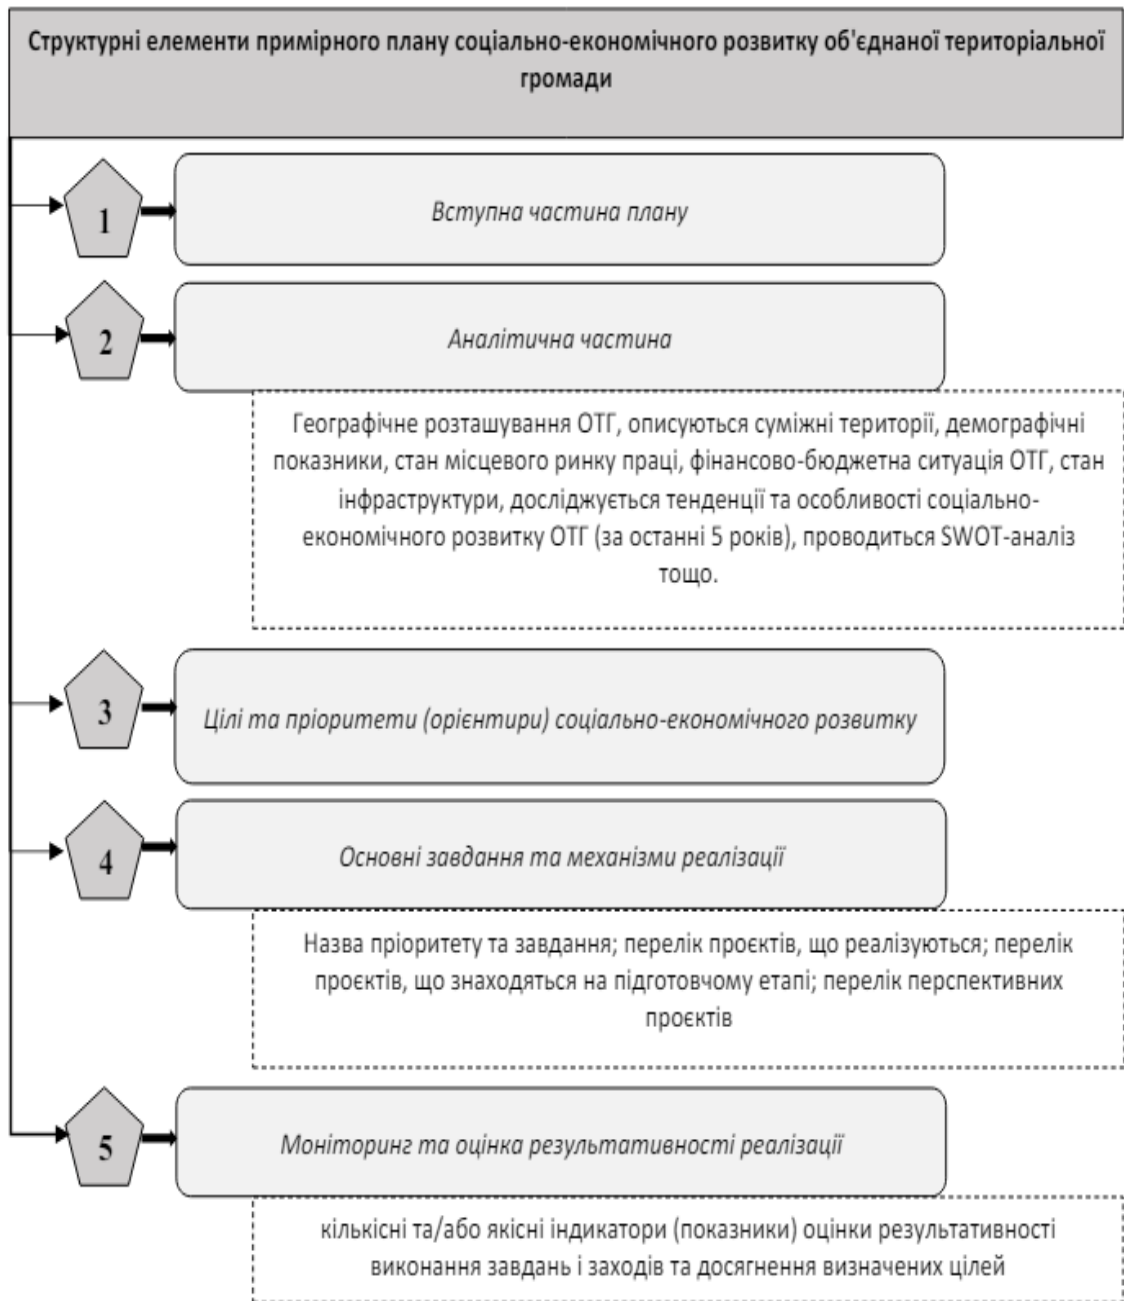 Структурні елементи примірного плану соціально-економічного розвитку об'єднаної територіальної
громади
1
Вступна частина плану
2
Аналітична частина
Географічне розташування ОТГ, описуються суміжні території, демографічні
показники, стан місцевого ринку праці, фінансово-бюджетна ситуація ОТГ, стан
інфраструктури, досліджується тенденції та особливості соціально-
економічного розвитку ОТГ (за останні 5 років), проводиться SWOT-аналіз
тощо.
3
Цілі та пріоритети (орієнтири) соціально-економічного розвитку
4
Основні завдання та механізми реалізації
Назва пріоритету та завдання; перелік проєктів, що реалізуються; перелік
проєктів, що знаходяться на підготовчому етапі; перелік перспективних
проєктів
5
Моніторинг та оцінка результативності реалізації
кількісні та/або якісні індикатори (показники) оцінки результативності
виконання завдань і заходів та досягнення визначених цілей